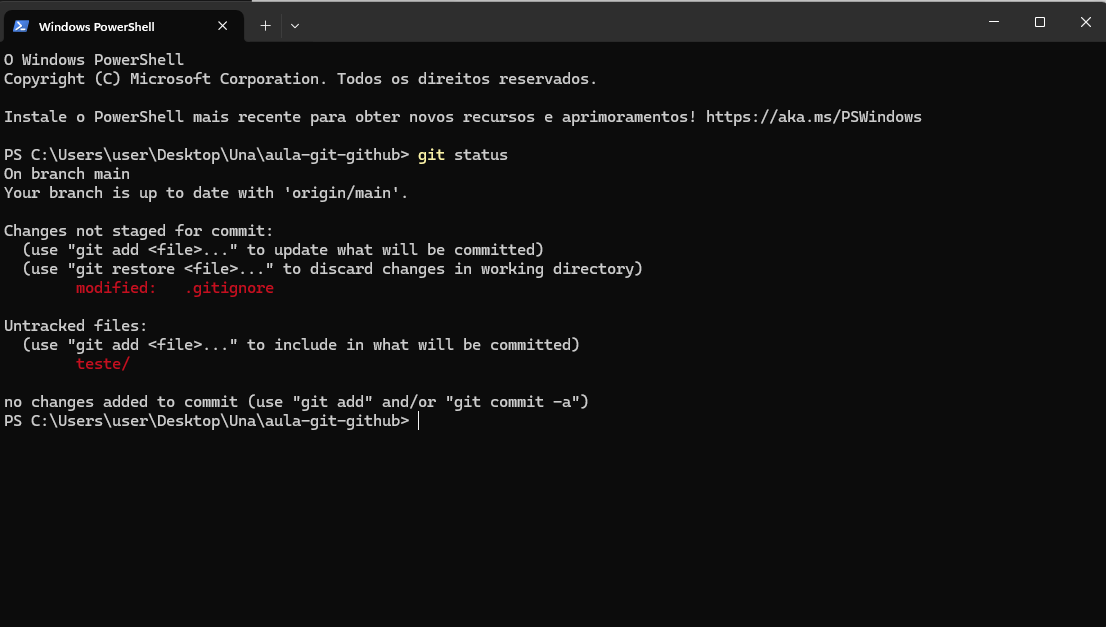 Windows PowerShell
O Windows PowerShell
Copyright (C) Microsoft Corporation. Todos os direitos reservados.
Instale o PowerShell mais recente para obter novos recursos e aprimoramentos! https://aka.ms/PSWindows
PS C:\Users\user\Desktop\Una\aula-git-github> git status
On branch main
Your branch is up to date with 'origin/main'.
Changes not staged for commit:
  (use "git add <file>..." to update what will be committed)
  (use "git restore <file>..." to discard changes in working directory)
        modified:   .gitignore
Untracked files:
  (use "git add <file>..." to include in what will be committed)
        teste/
no changes added to commit (use "git add" and/or "git commit -a")
PS C:\Users\user\Desktop\Una\aula-git-github>